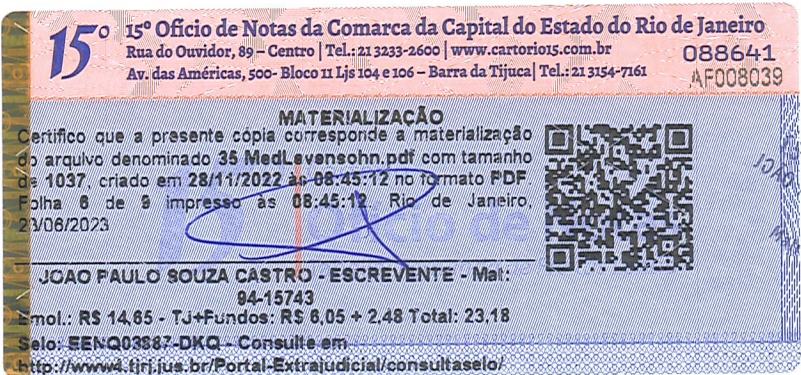 15º 15º Ofício de Notas da Comarca da Capital do Estado do Rio de Janeiro
Rua do Ouvidor, 89 – Centro | Tel.: 21 3233-2600 | www.cartorio15.com.br
088641
Av. das Américas, 500- Bloco 11 Ljs 104 e 106 – Barra da Tijuca | Tel.: 21 3154-7161
AF008039
MATERIALIZAÇÃO
Certifico que a presente cópia corresponde a materialização
do arquivo denominado 35 MedLevensohn.pdf com tamanho
de 1037, criado em 28/11/2022 às 08:45:12 no formato PDF.
Folha 6 de 9 impresso às 08:45:12. Rio de Janeiro,
23/06/2023
15 Ofício de
JOAO PAULO SOUZA CASTRO - ESCREVENTE - Mat:
94-15743
Emol.: R$ 14,65 - TJ+Fundos: R$ 6,05 + 2,48 Total: 23,18
Selo: EENQ03887-DKQ - Consulte em
http://www4.tjrj.jus.br/Portal-Extrajudicial/consultaselo/